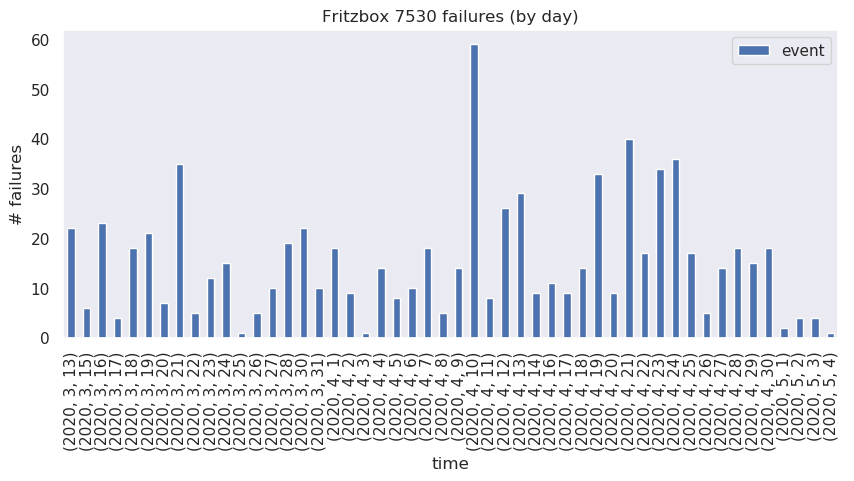 Fritzbox 7530 failures (by day)
event
# failures
60
50
40
30
20
10
0
(2020, 3, 13)
(2020, 3, 15)
(2020, 3, 16)
(2020, 3, 17)
(2020, 3, 18)
(2020, 3, 19)
(2020, 3, 20)
(2020, 3, 21)
(2020, 3, 22)
(2020, 3, 23)
(2020, 3, 24)
(2020, 3, 25)
(2020, 3, 26)
(2020, 3, 27)
(2020, 3, 28)
(2020, 3, 30)
(2020, 3, 31)
(2020, 4, 1)
(2020, 4, 2)
(2020, 4, 3)
(2020, 4, 4)
(2020, 4, 5)
(2020, 4, 6)
(2020, 4, 7)
(2020, 4, 8)
(2020, 4, 9)
(2020, 4, 10)
(2020, 4, 11)
(2020, 4, 12)
(2020, 4, 13)
(2020, 4, 14)
(2020, 4, 16)
(2020, 4, 17)
(2020, 4, 18)
(2020, 4, 19)
(2020, 4, 20)
(2020, 4, 21)
(2020, 4, 22)
(2020, 4, 23)
(2020, 4, 24)
(2020, 4, 25)
(2020, 4, 26)
(2020, 4, 27)
(2020, 4, 28)
(2020, 4, 29)
(2020, 4, 30)
(2020, 5, 1)
(2020, 5, 2)
(2020, 5, 3)
(2020, 5, 4)
time